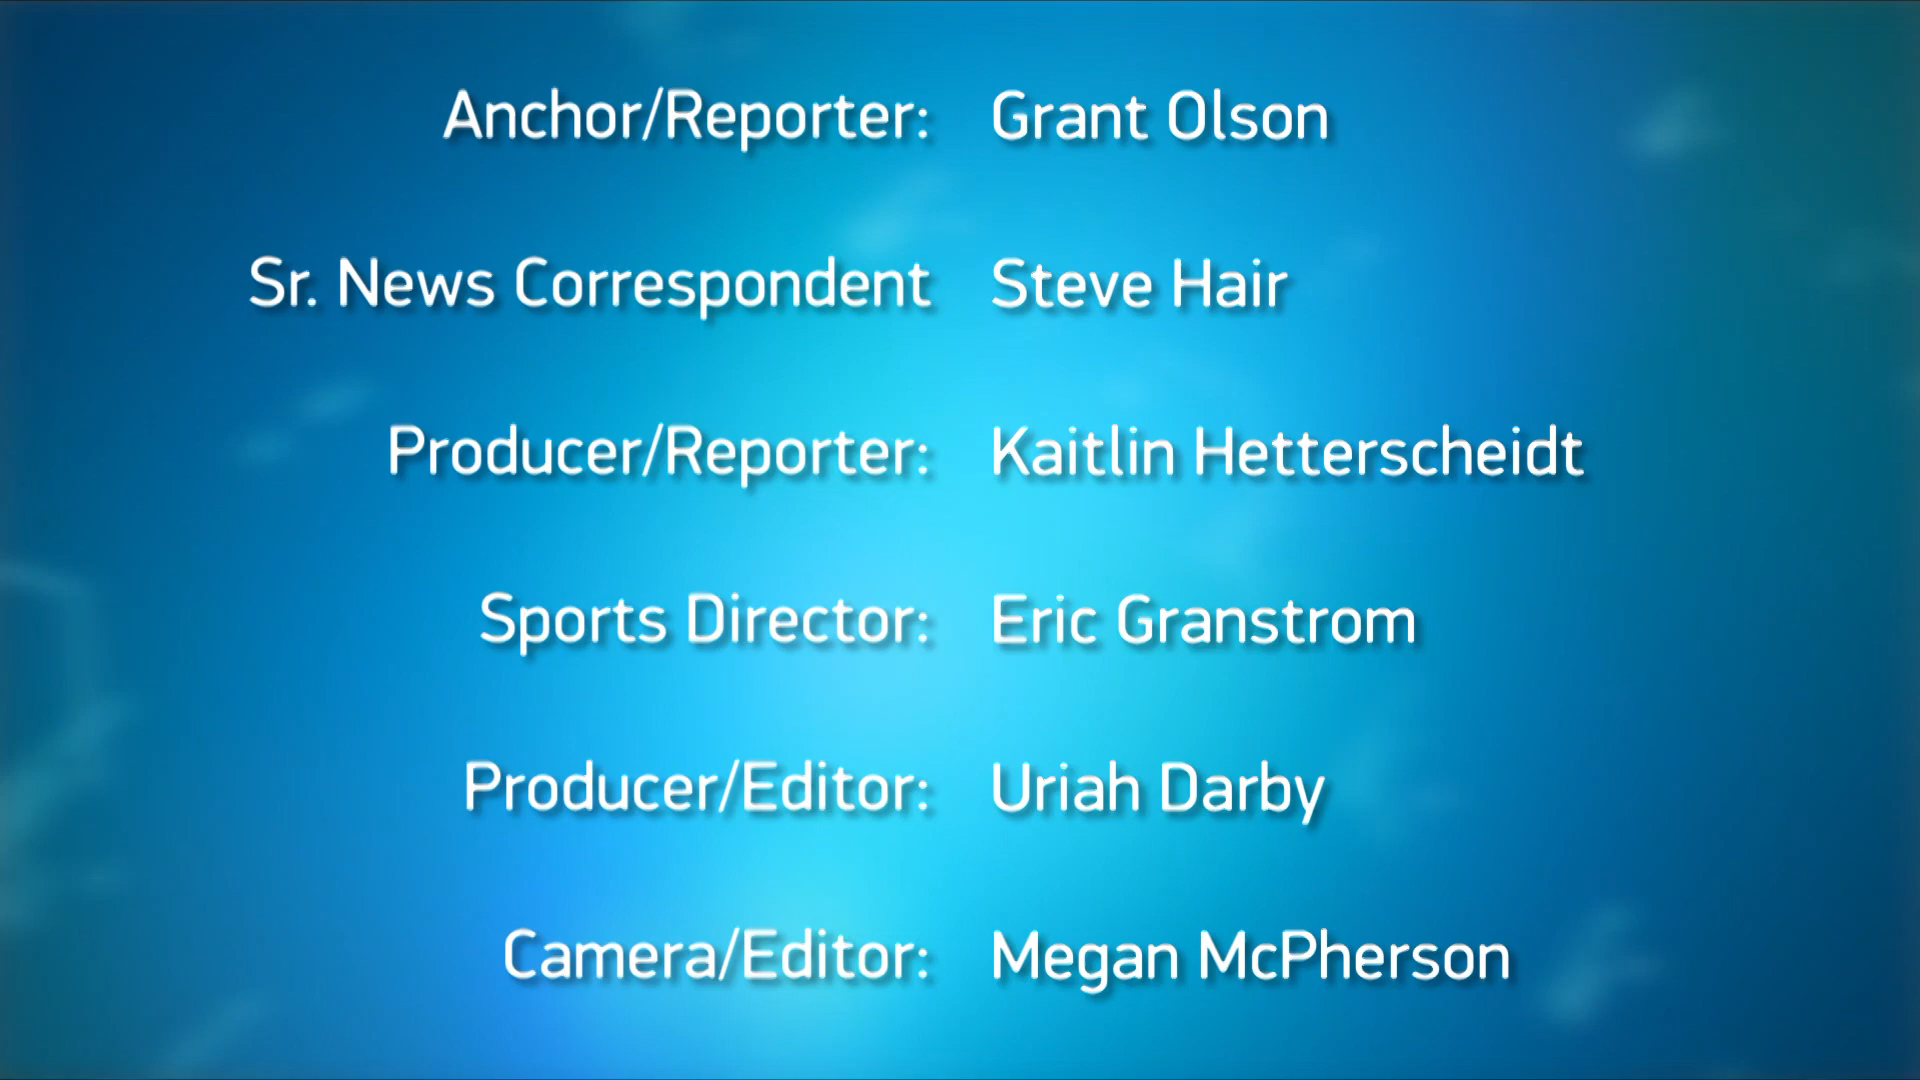 Anchor/Reporter: Grant Olson
Sr. News Correspondent Steve Hair
Producer/Reporter: Kaitlin Hetterscheidt
Sports Director: Eric Granstrom
Producer/Editor: Uriah Darby
Camera/Editor: Megan McPherson